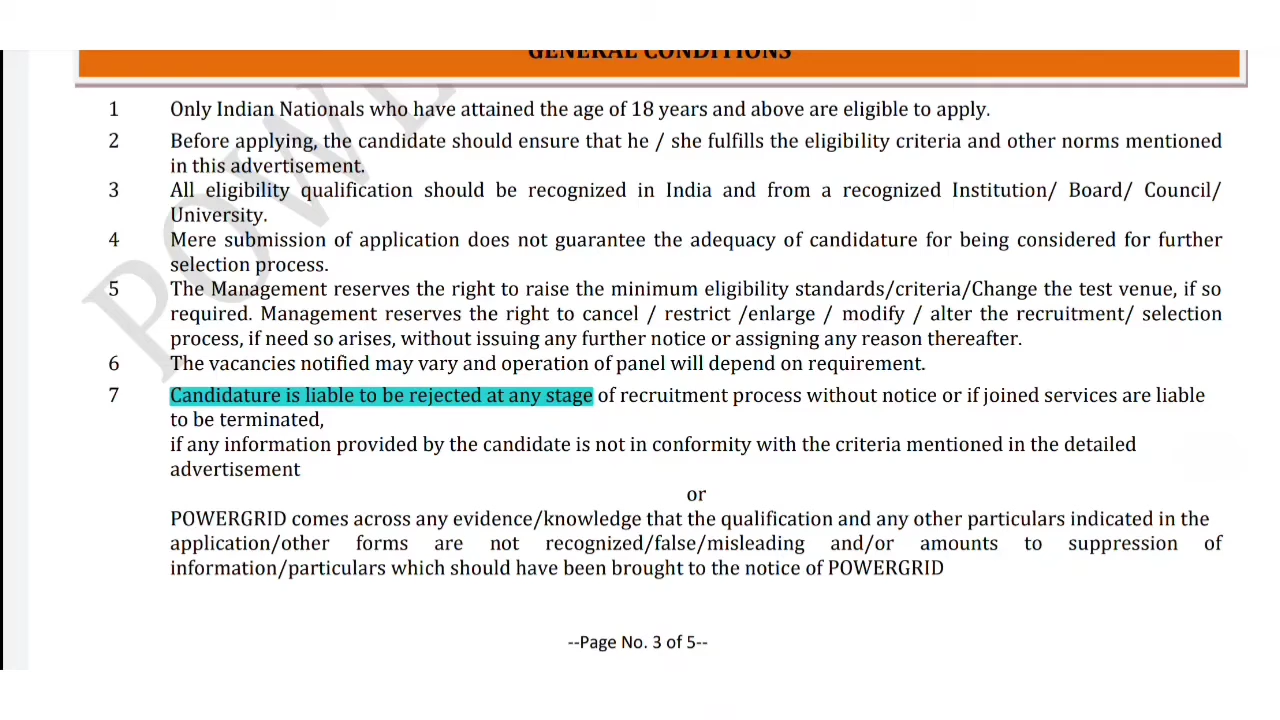 GENERAL CONDITIONS
1 Only Indian Nationals who have attained the age of 18 years and above are eligible to apply.
2 Before applying, the candidate should ensure that he / she fulfills the eligibility criteria and other norms mentioned
in this advertisement.
3 All eligibility qualification should be recognized in India and from a recognized Institution/ Board/ Council/
University.
4 Mere submission of application does not guarantee the adequacy of candidature for being considered for further
selection process.
5 The Management reserves the right to raise the minimum eligibility standards/criteria/Change the test venue, if so
required. Management reserves the right to cancel / restrict /enlarge / modify / alter the recruitment/ selection
process, if need so arises, without issuing any further notice or assigning any reason thereafter.
6 The vacancies notified may vary and operation of panel will depend on requirement.
7 Candidature is liable to be rejected at any stage of recruitment process without notice or if joined services are liable
to be terminated,
if any information provided by the candidate is not in conformity with the criteria mentioned in the detailed
advertisement
or
POWERGRID comes across any evidence/knowledge that the qualification and any other particulars indicated in the
application/other forms are not recognized/false/misleading and/or amounts to suppression of
information/particulars which should have been brought to the notice of POWERGRID
--Page No. 3 of 5--